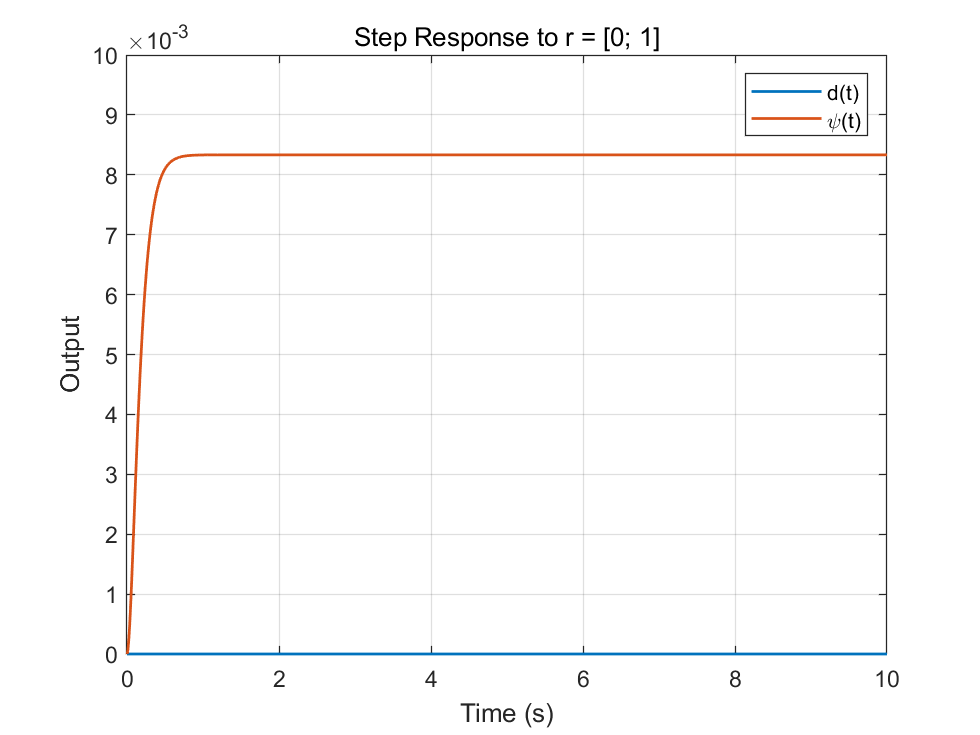 Step Response to r = [0; 1]
×10⁻³
10
9
8
7
6
5
4
3
2
1
0
Output
d(t)
ψ(t)
0 2 4 6 8 10
Time (s)